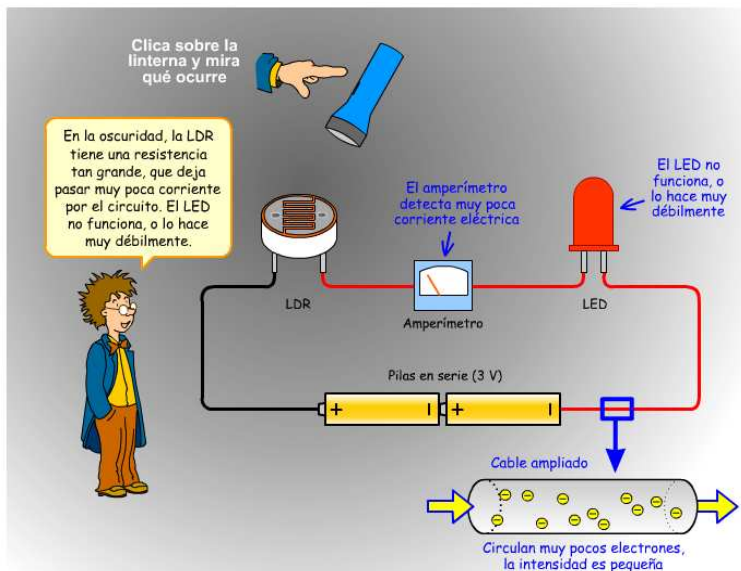 Clica sobre la
linterna y mira
qué ocurre
En la oscuridad, la LDR
tiene una resistencia
tan grande, que deja
pasar muy poca corriente
por el circuito. El LED
no funciona, o lo hace
muy débilmente.
El amperímetro
detecta muy poca
corriente eléctrica
El LED no
funciona, o
lo hace muy
débilmente
LDR
Amperímetro
LED
Pilas en serie (3 V)
Cable ampliado
Circulan muy pocos electrones,
la intensidad es pequeña